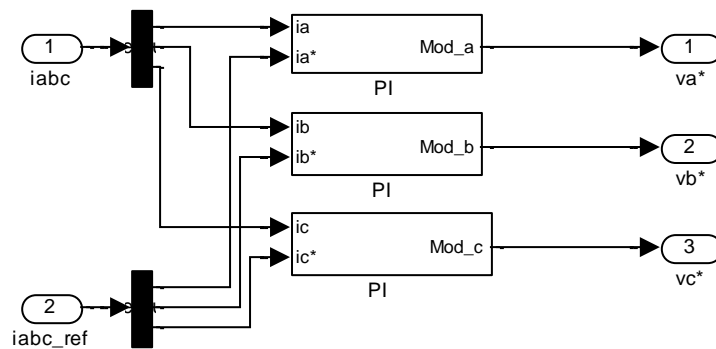 1
iabc
ia
ia*
Mod_a
PI
1
va*
ib
ib*
Mod_b
PI
2
vb*
ic
ic*
Mod_c
PI
3
vc*
2
iabc_ref